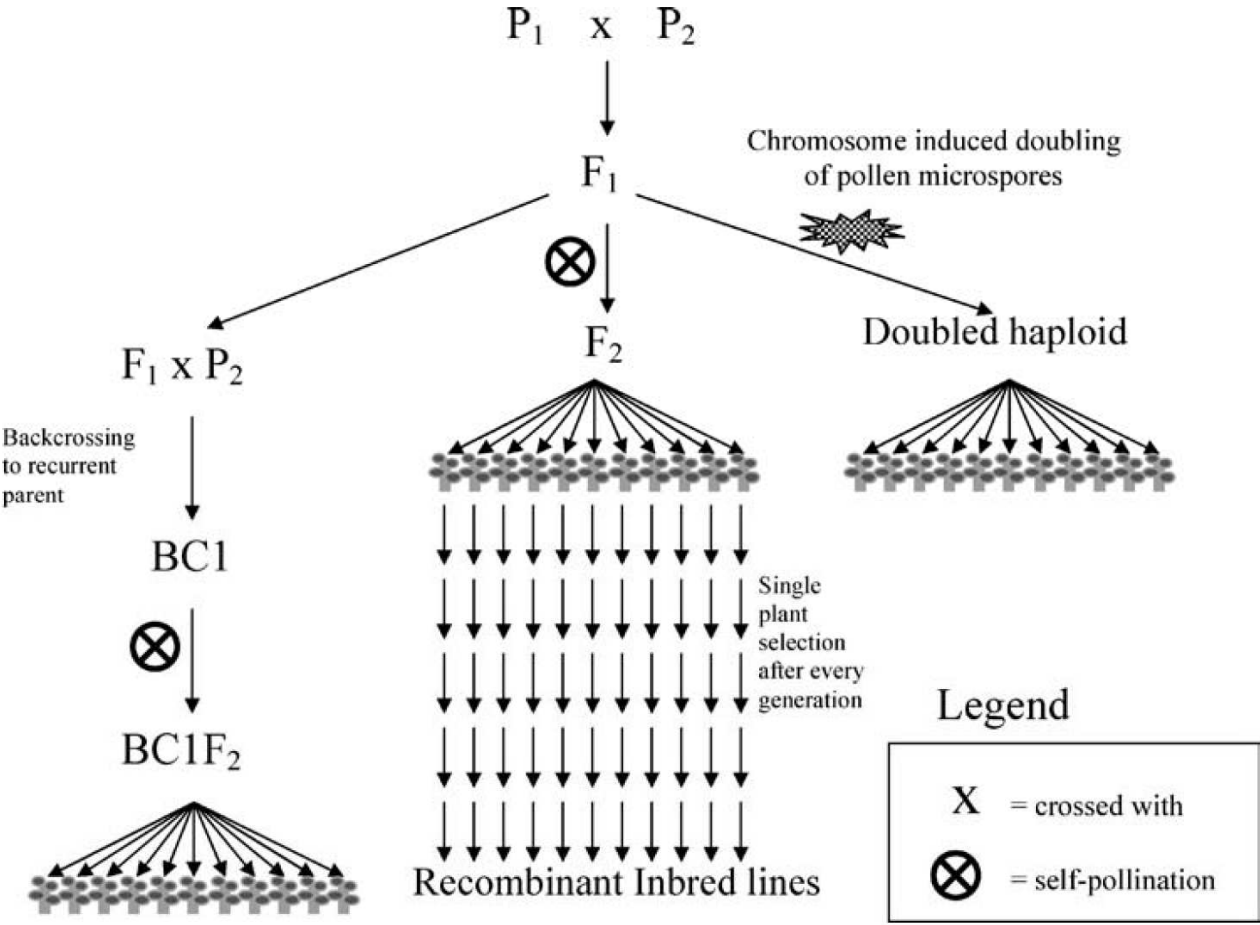 P₁ x P₂
Chromosome induced doubling
of pollen microspores
F₁
F₂
Doubled haploid
F₁ x P₂
Backcrossing
to recurrent
parent
BC1
Single
plant
selection
after every
generation
BC1F₂
Recombinant Inbred lines
Legend
X = crossed with
= self-pollination